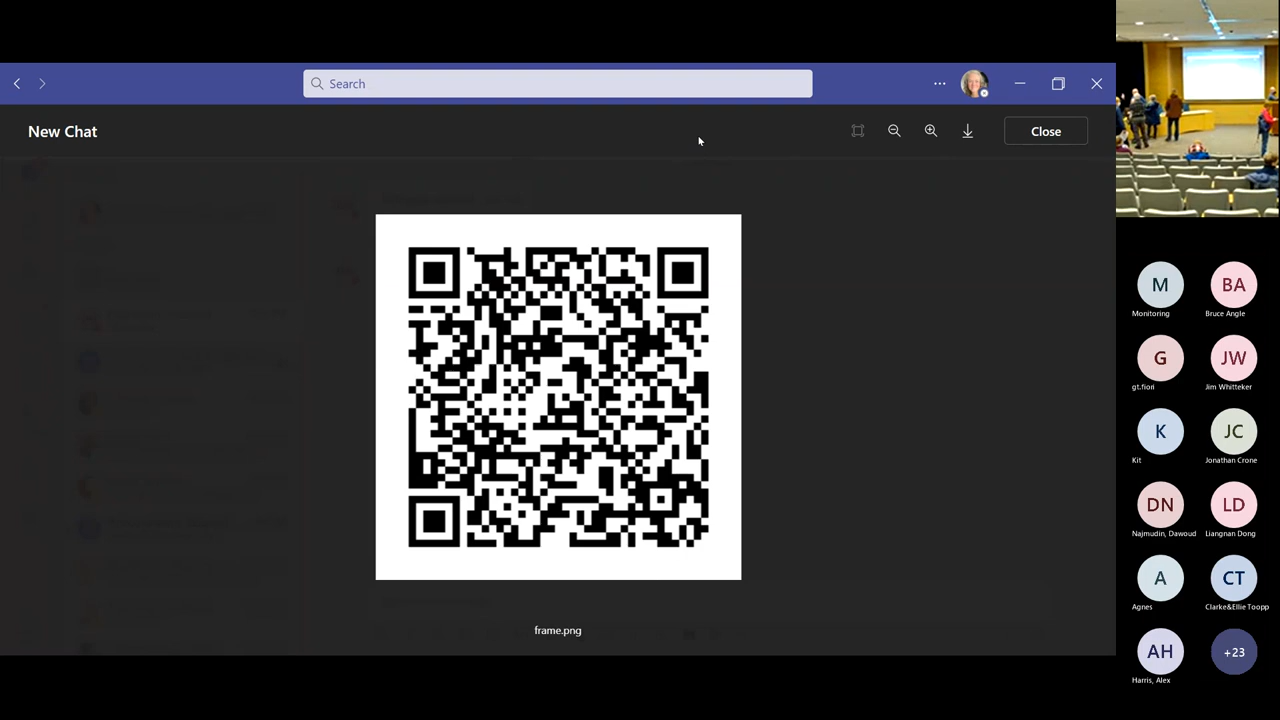 Search
New Chat
Close
frame.png
M
Monitoring
BA
Bruce Angle
G
gt.fiori
JW
Jim Whitteker
K
Kit
JC
Jonathan Crone
DN
Najmudin, Dawoud
LD
Liangnan Dong
A
Agnes
CT
Clarke&Ellie Toopp
AH
Harris, Alex
+23